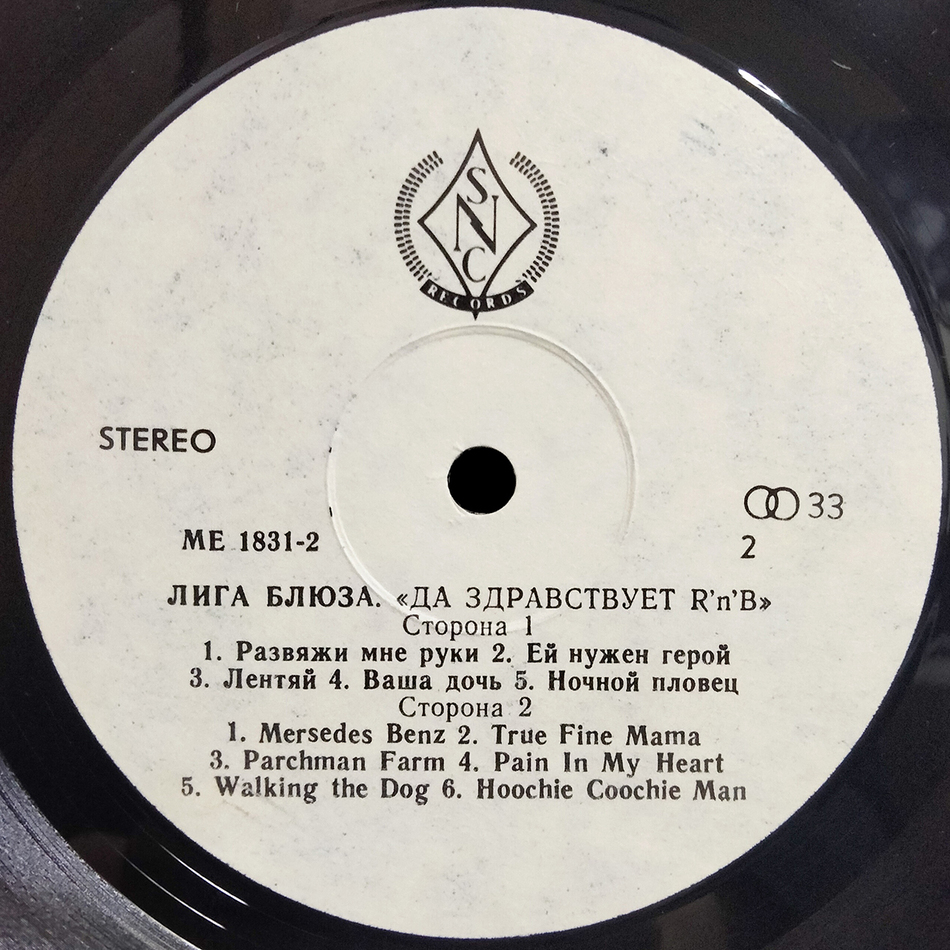 S
N
C
RECORDS
STEREO
33
ME 1831-2
2
ЛИГА БЛЮЗА. «ДА ЗДРАВСТВУЕТ R’n’B»
Сторона 1
1. Развяжи мне руки 2. Ей нужен герой
3. Лентяй 4. Ваша дочь 5. Ночной пловец
Сторона 2
1. Mersedes Benz 2. True Fine Mama
3. Parchman Farm 4. Pain In My Heart
5. Walking the Dog 6. Hoochie Coochie Man